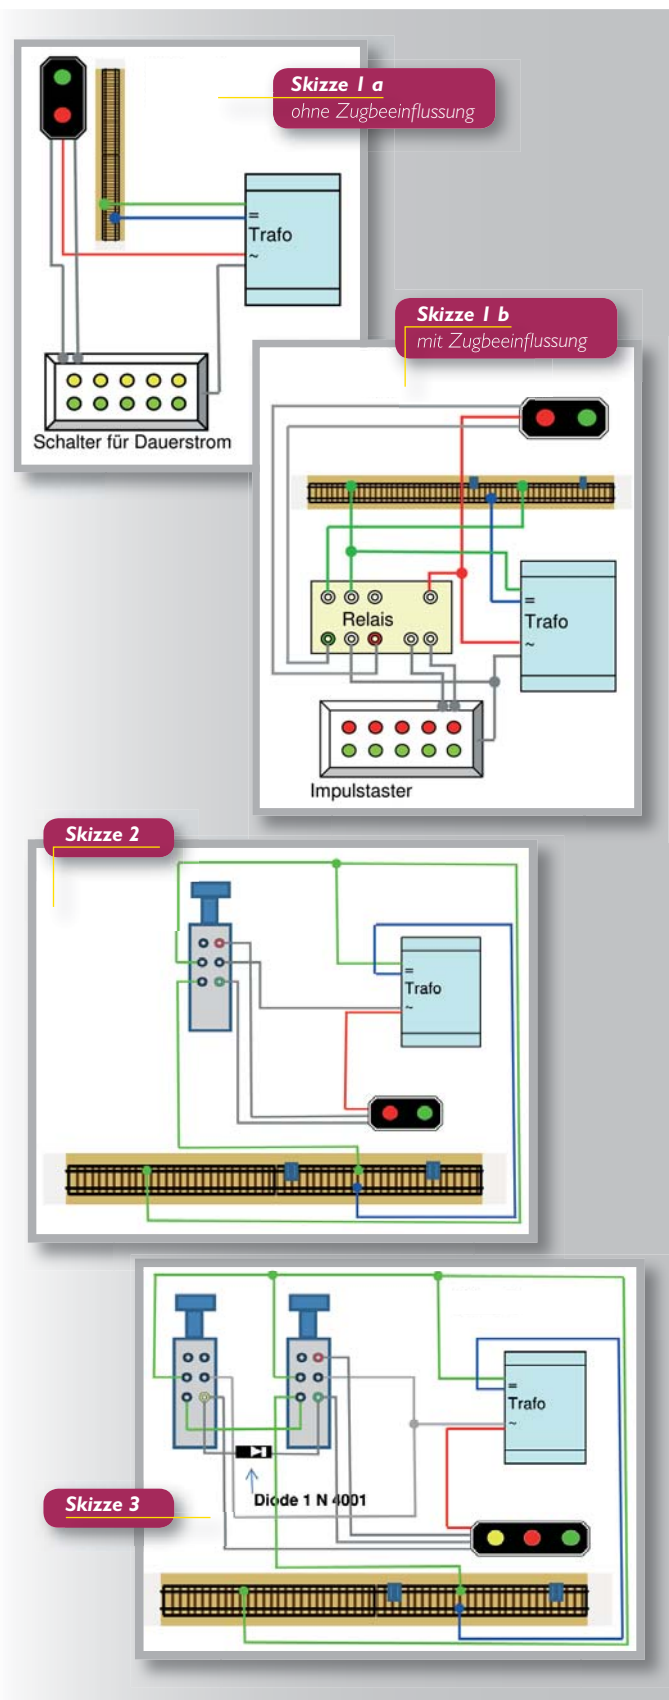 Skizze 1 a
ohne Zugbeeinflussung
=
Trafo
~
Schalter für Dauerstrom
Skizze 1 b
mit Zugbeeinflussung
Relais
=
Trafo
~
Impulstaster
Skizze 2
=
Trafo
~
Skizze 3
=
Trafo
~
Diode 1 N 4001